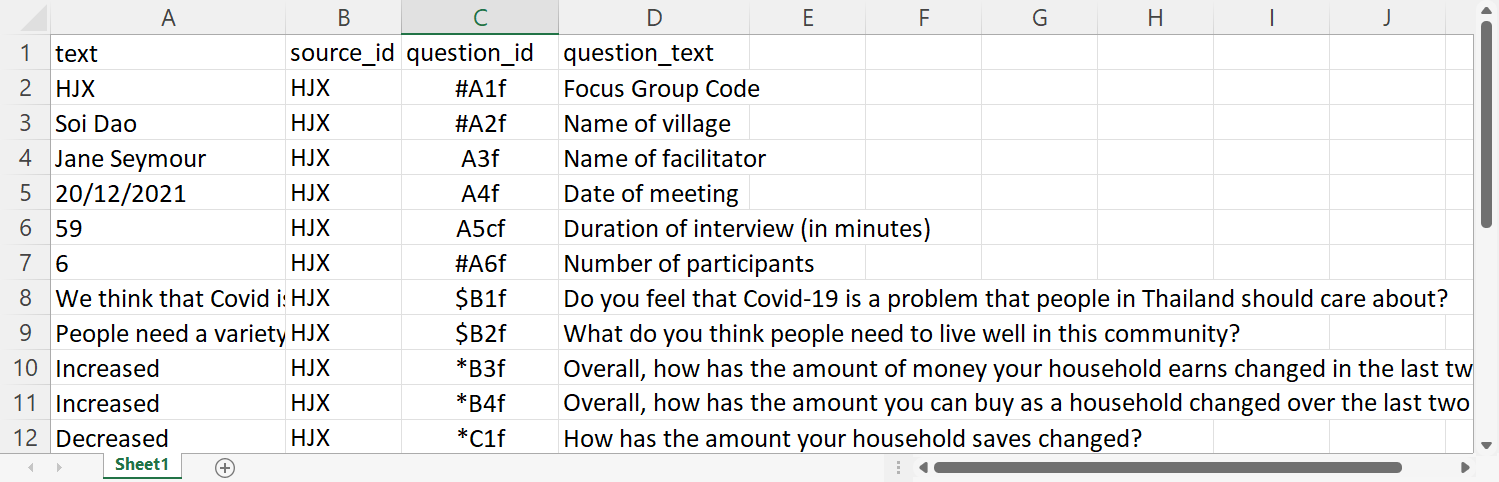 A B C D E F G H I J
1 text source_id question_id question_text
2 HJX HJX #A1f Focus Group Code
3 Soi Dao HJX #A2f Name of village
4 Jane Seymour HJX A3f Name of facilitator
5 20/12/2021 HJX A4f Date of meeting
6 59 HJX A5cf Duration of interview (in minutes)
7 6 HJX #A6f Number of participants
8 We think that Covid is HJX $B1f Do you feel that Covid-19 is a problem that people in Thailand should care about?
9 People need a variety HJX $B2f What do you think people need to live well in this community?
10 Increased HJX *B3f Overall, how has the amount of money your household earns changed in the last tw
11 Increased HJX *B4f Overall, how has the amount you can buy as a household changed over the last two
12 Decreased HJX *C1f How has the amount your household saves changed?
Sheet1